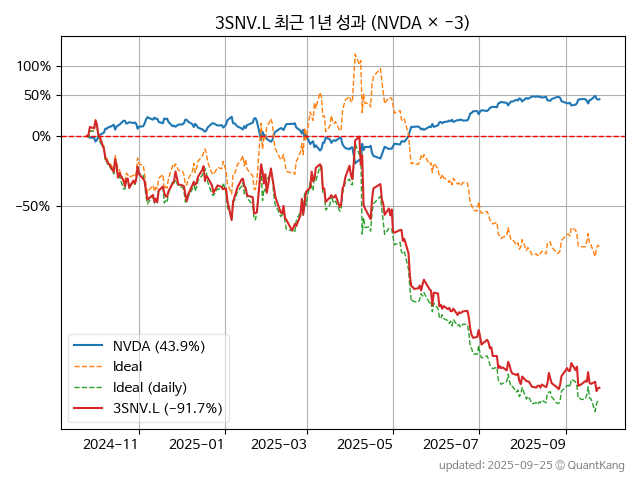 3SNV.L 최근 1년 성과 (NVDA × −3)
100%
50%
0%
−50%
NVDA (43.9%)
Ideal
Ideal (daily)
3SNV.L (−91.7%)
2024-11 2025-01 2025-03 2025-05 2025-07 2025-09
updated: 2025-09-25 © QuantKang